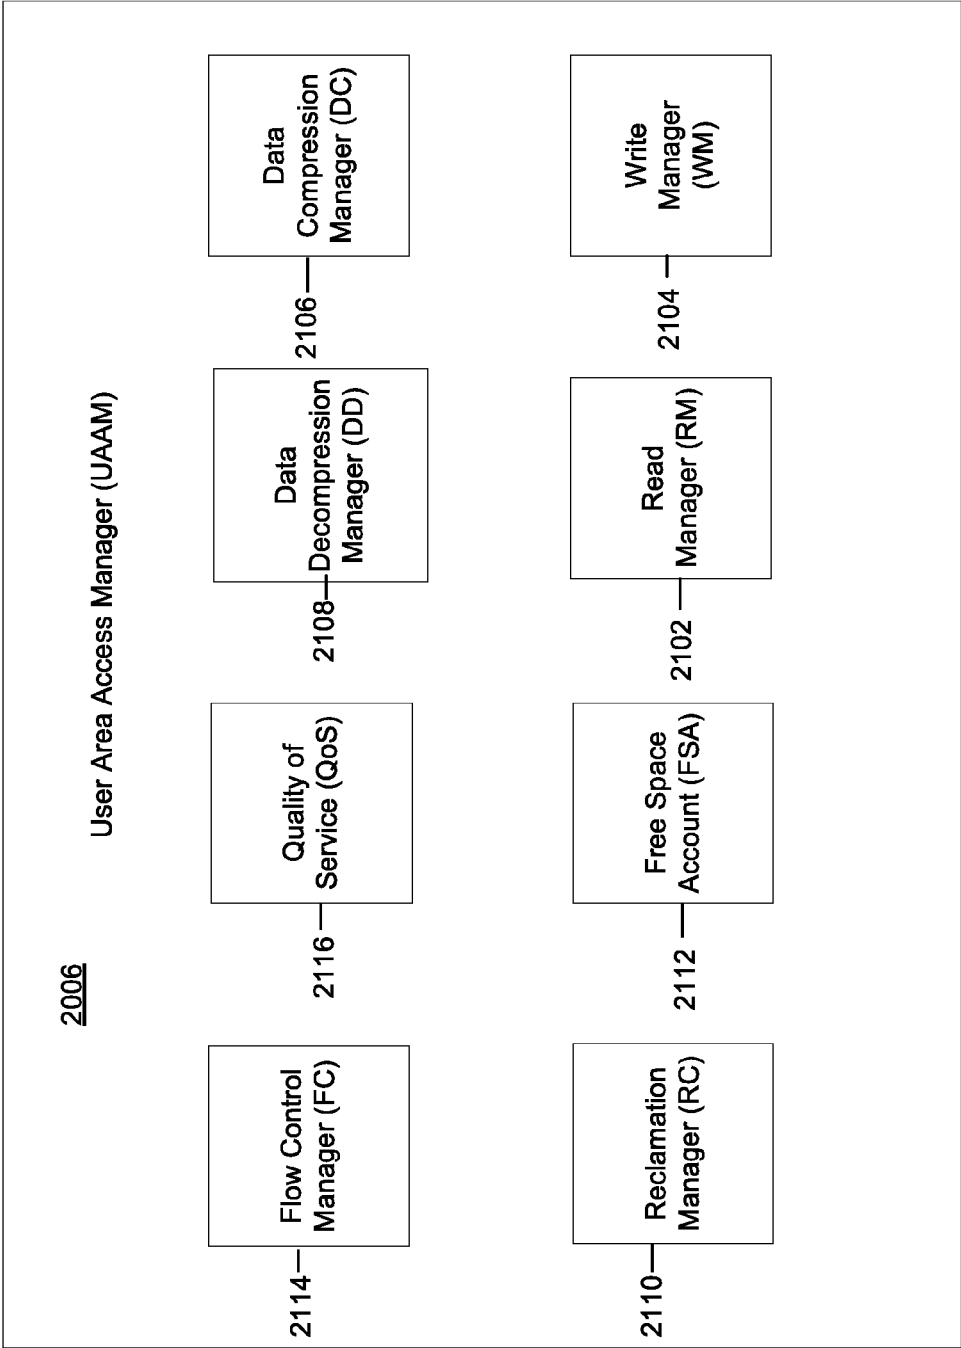 2006
User Area Access Manager (UAAM)
2114
Flow Control
Manager (FC)
2116
Quality of
Service (QoS)
2108
Data
Decompression
Manager (DD)
2106
Data
Compression
Manager (DC)
2110
Reclamation
Manager (RC)
2112
Free Space
Account (FSA)
2102
Read
Manager (RM)
2104
Write
Manager
(WM)